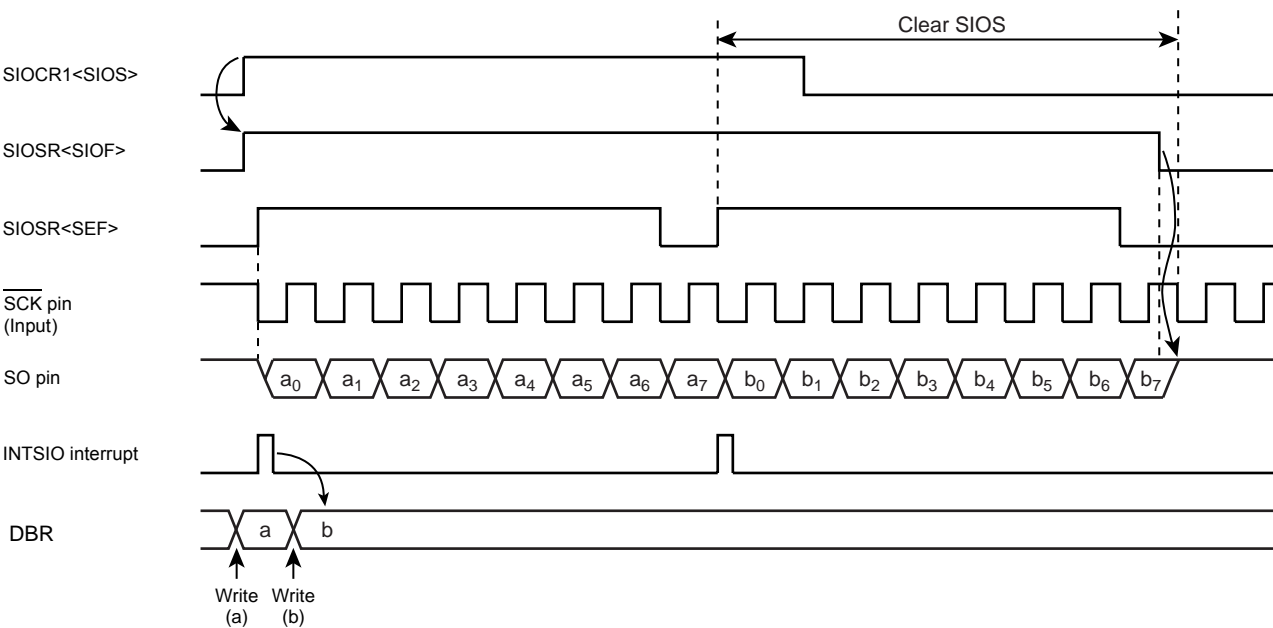 Clear SIOS
SIOCR1<SIOS>
SIOSR<SIOF>
SIOSR<SEF>
SCK pin
(Input)
SO pin
a0 a1 a2 a3 a4 a5 a6 a7 b0 b1 b2 b3 b4 b5 b6 b7
INTSIO interrupt
DBR
a b
Write Write
(a) (b)